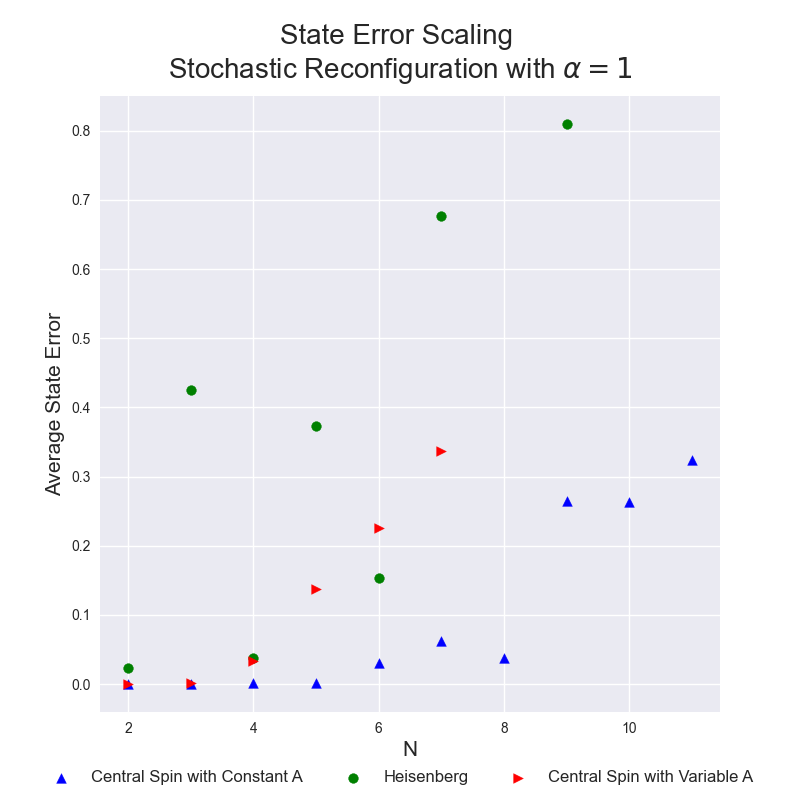 State Error Scaling
Stochastic Reconfiguration with α = 1
0.8
0.7
0.6
0.5
0.4
0.3
0.2
0.1
0.0
Average State Error
2 4 6 8 10
N
Central Spin with Constant A Heisenberg Central Spin with Variable A